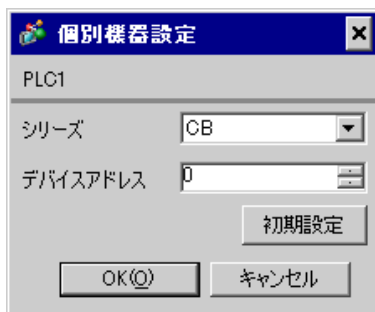 個別機器設定
PLC1
シリーズ CB
デバイスアドレス 0
初期設定
OK(O) キャンセル